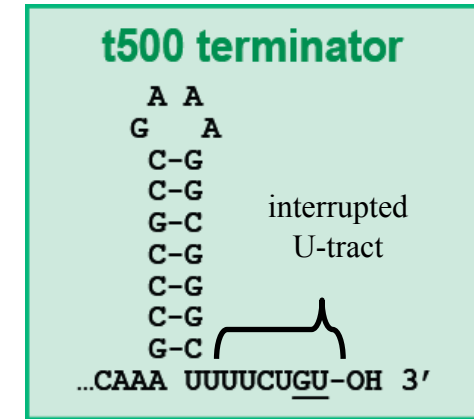 t500 terminator
A A
G A
C-G
C-G
G-C
C-G
C-G
C-G
G-C
interrupted
U-tract
...CAAA UUUUCUGU-OH 3′